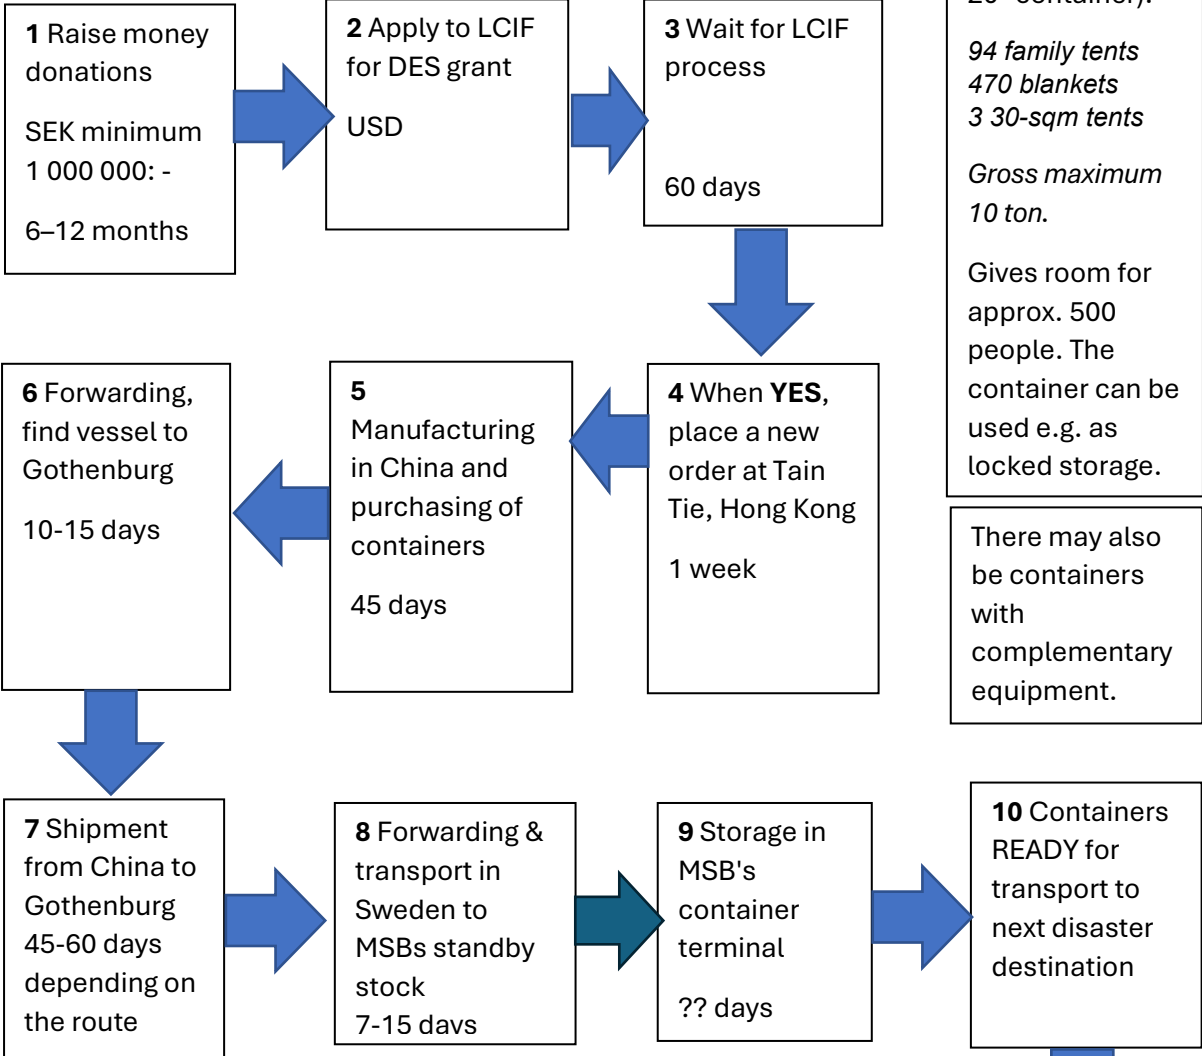 1 Raise money
donations
SEK minimum
1 000 000: -
6–12 months
2 Apply to LCIF
for DES grant
USD
3 Wait for LCIF
process
60 days
94 family tents
470 blankets
3 30-sqm tents
Gross maximum
10 ton.
Gives room for
approx. 500
people. The
container can be
used e.g. as
locked storage.
6 Forwarding,
find vessel to
Gothenburg
10-15 days
5
Manufacturing
in China and
purchasing of
containers
45 days
4 When YES,
place a new
order at Tain
Tie, Hong Kong
1 week
There may also
be containers
with
complementary
equipment.
7 Shipment
from China to
Gothenburg
45-60 days
depending on
the route
8 Forwarding &
transport in
Sweden to
MSBs standby
stock
7-15 days
9 Storage in
MSB's
container
terminal
?? days
10 Containers
READY for
transport to
next disaster
destination